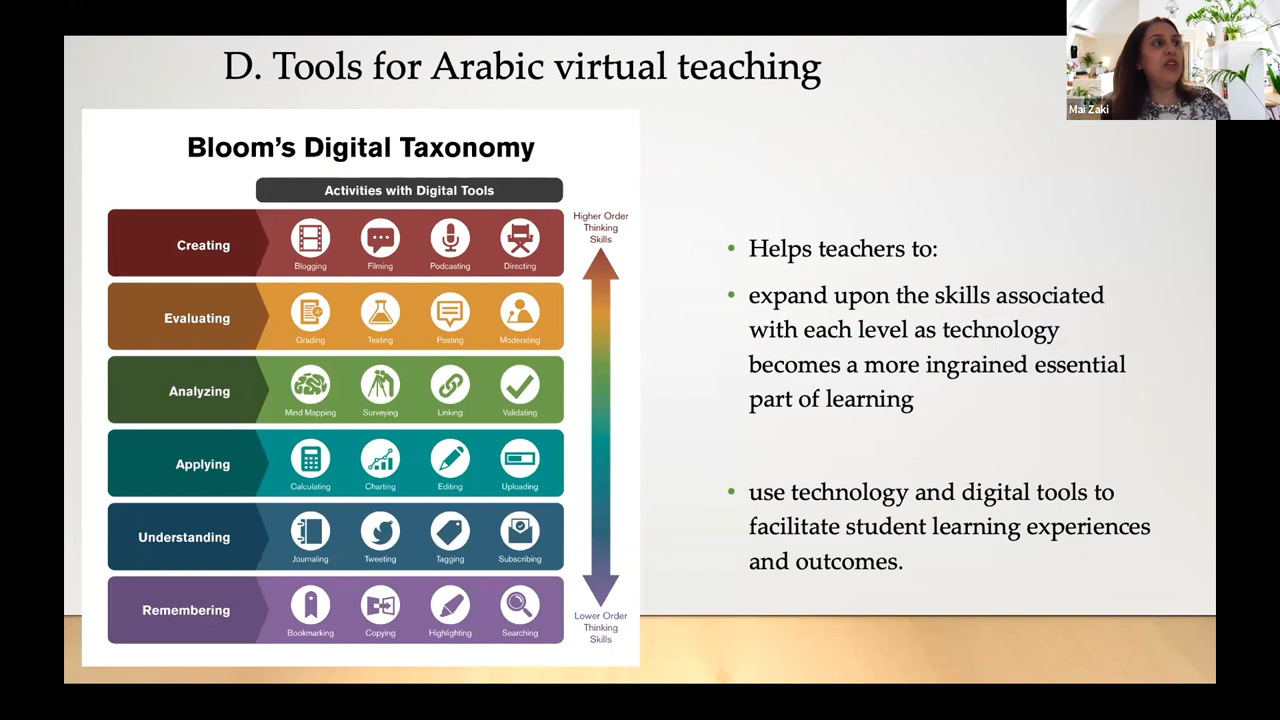 D. Tools for Arabic virtual teaching
Mai Zaki
Bloom's Digital Taxonomy
Activities with Digital Tools
Higher Order
Thinking
Skills
Creating
Blogging Filming Podcasting Directing
Evaluating
Grading Testing Posting Moderating
Analyzing
Mind Mapping Surveying Linking Validating
Applying
Calculating Charting Editing Uploading
Understanding
Journaling Tweeting Tagging Subscribing
Remembering
Bookmarking Copying Highlighting Searching
Lower Order
Thinking
Skills
• Helps teachers to:
• expand upon the skills associated
with each level as technology
becomes a more ingrained essential
part of learning
• use technology and digital tools to
facilitate student learning experiences
and outcomes.